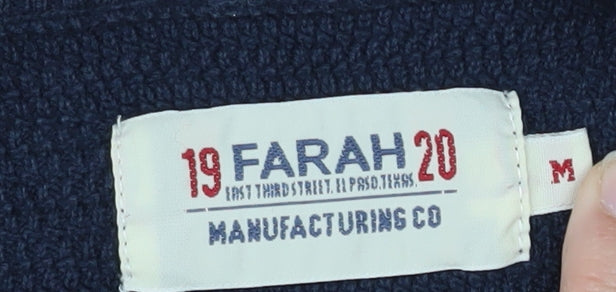 19 FARAH 20
EAST THIRD STREET. EL PASO. TEXAS.
MANUFACTURING CO
M